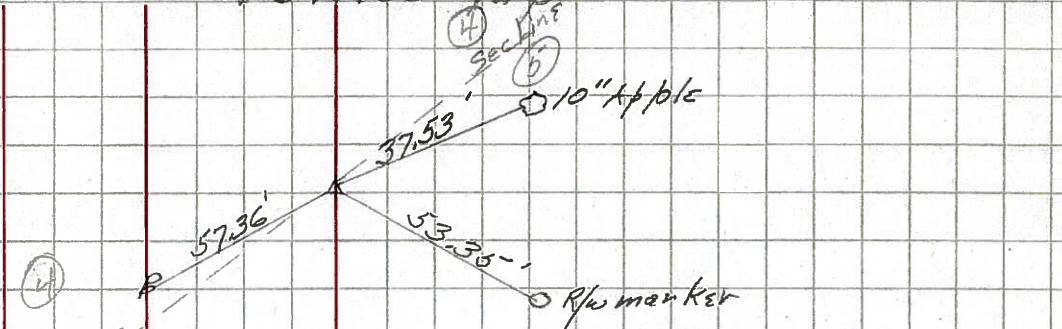 ④
Sec line
⑤
10" Apple
37.53'
57.36'
53.35'
④
R/w marker